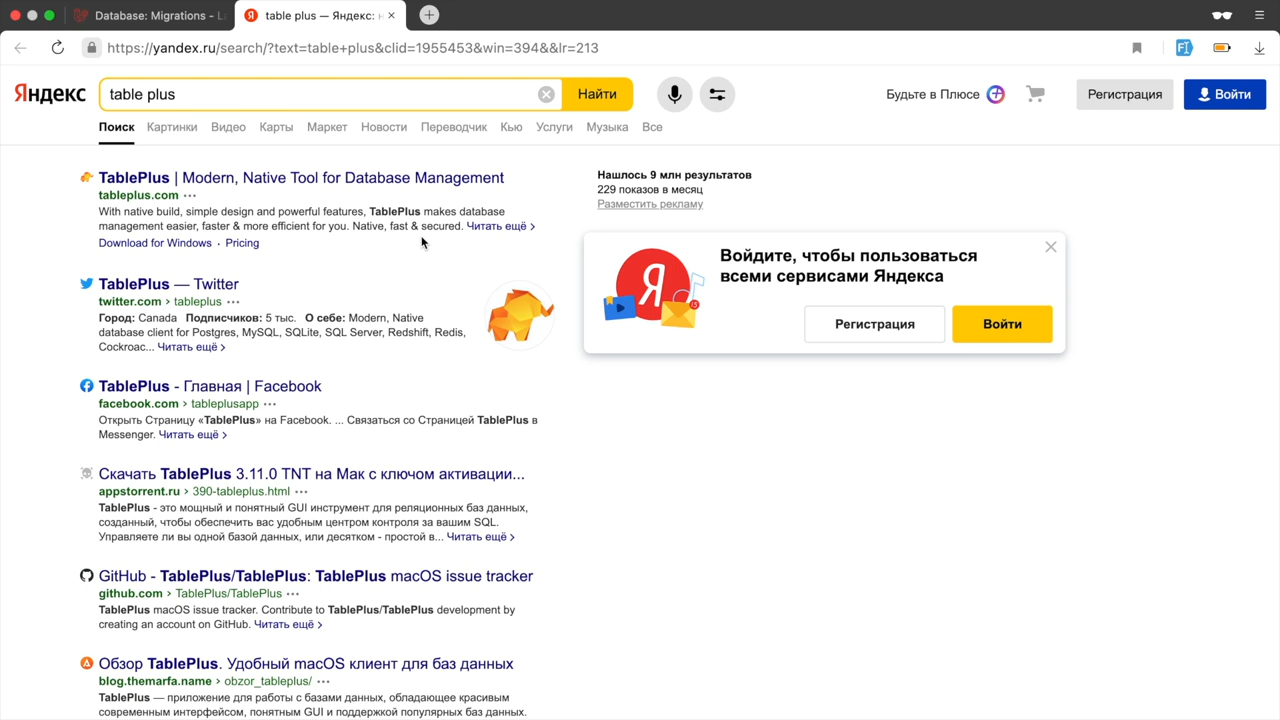 Database: Migrations - L
table plus — Яндекс: н
https://yandex.ru/search/?text=table+plus&clid=1955453&win=394&&lr=213
Яндекс
table plus
Найти
Будьте в Плюсе
Регистрация
Войти
Поиск Картинки Видео Карты Маркет Новости Переводчик Кью Услуги Музыка Все
TablePlus | Modern, Native Tool for Database Management
tableplus.com
With native build, simple design and powerful features, TablePlus makes database
management easier, faster & more efficient for you. Native, fast & secured. Читать ещё >
Download for Windows · Pricing
TablePlus — Twitter
twitter.com > tableplus
Город: Canada Подписчиков: 5 тыс. О себе: Modern, Native
database client for Postgres, MySQL, SQLite, SQL Server, Redshift, Redis,
Cockroac... Читать ещё >
TablePlus - Главная | Facebook
facebook.com > tableplusapp
Открыть Страницу «TablePlus» на Facebook. ... Связаться со Страницей TablePlus в
Messenger. Читать ещё >
Скачать TablePlus 3.11.0 TNT на Мак с ключом активации...
appstorrent.ru > 390-tableplus.html
TablePlus - это мощный и понятный GUI инструмент для реляционных баз данных,
созданный, чтобы обеспечить вас удобным центром контроля за вашим SQL.
Управляете ли вы одной базой данных, или десятком - простой в... Читать ещё >
GitHub - TablePlus/TablePlus: TablePlus macOS issue tracker
github.com > TablePlus/TablePlus
TablePlus macOS issue tracker. Contribute to TablePlus/TablePlus development by
creating an account on GitHub. Читать ещё >
Обзор TablePlus. Удобный macOS клиент для баз данных
blog.themarfa.name > obzor_tableplus/
TablePlus — приложение для работы с базами данных, обладающее красивым
современным интерфейсом, понятным GUI и поддержкой популярных баз данных.
Нашлось 9 млн результатов
229 показов в месяц
Разместить рекламу
Войдите, чтобы пользоваться
всеми сервисами Яндекса
Регистрация
Войти